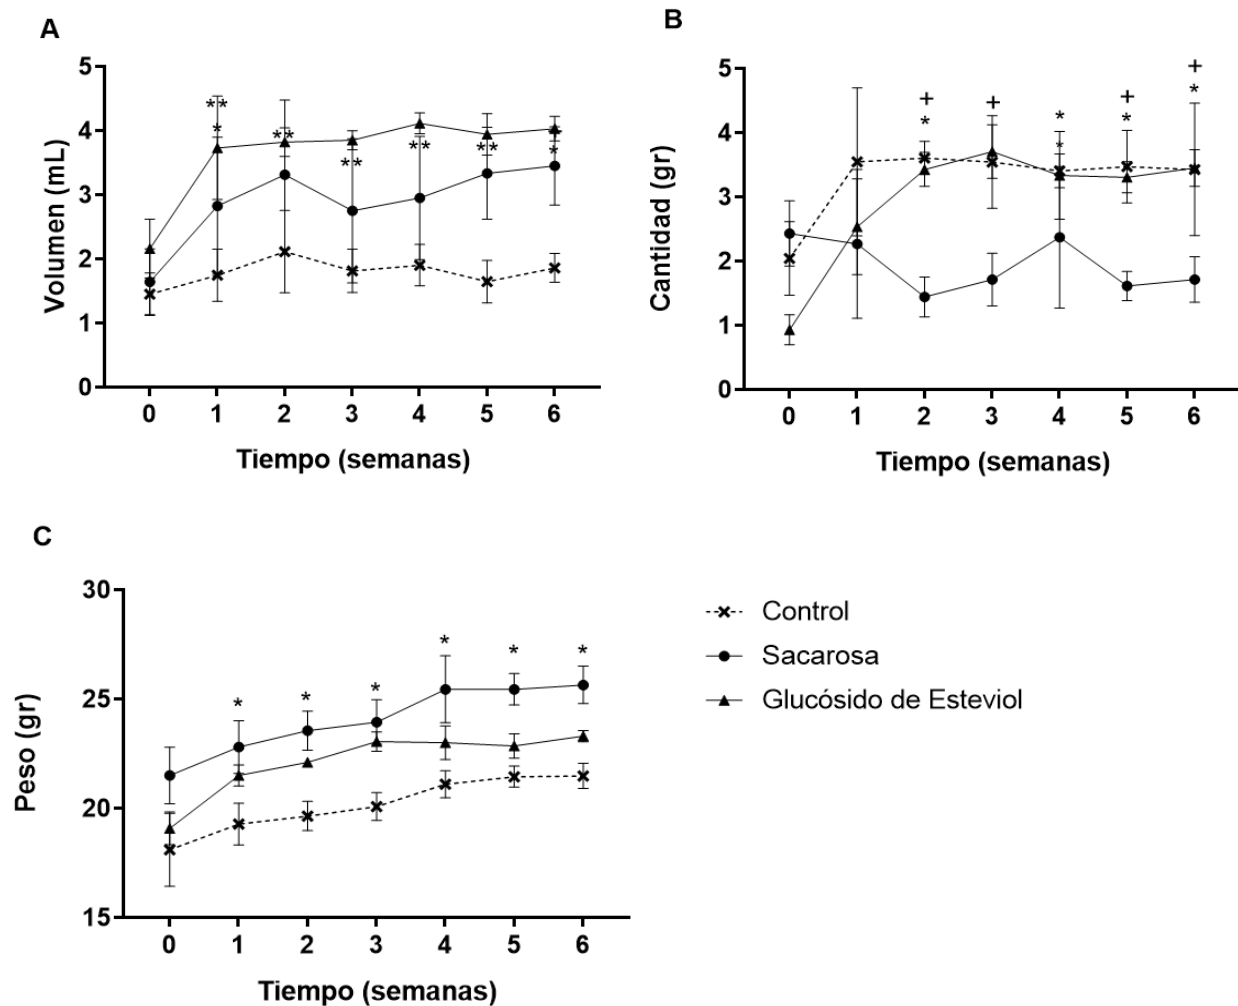 A
Volumen (mL)
5
4
3
2
1
0
** ** ** ** **
* + *
0 1 2 3 4 5 6
Tiempo (semanas)
B
Cantidad (gr)
5
4
3
2
1
0
+ + + +
* * * *
*
0 1 2 3 4 5 6
Tiempo (semanas)
C
Peso (gr)
30
25
20
15
* * * * * *
0 1 2 3 4 5 6
Tiempo (semanas)
Control
Sacarosa
Glucósido de Esteviol